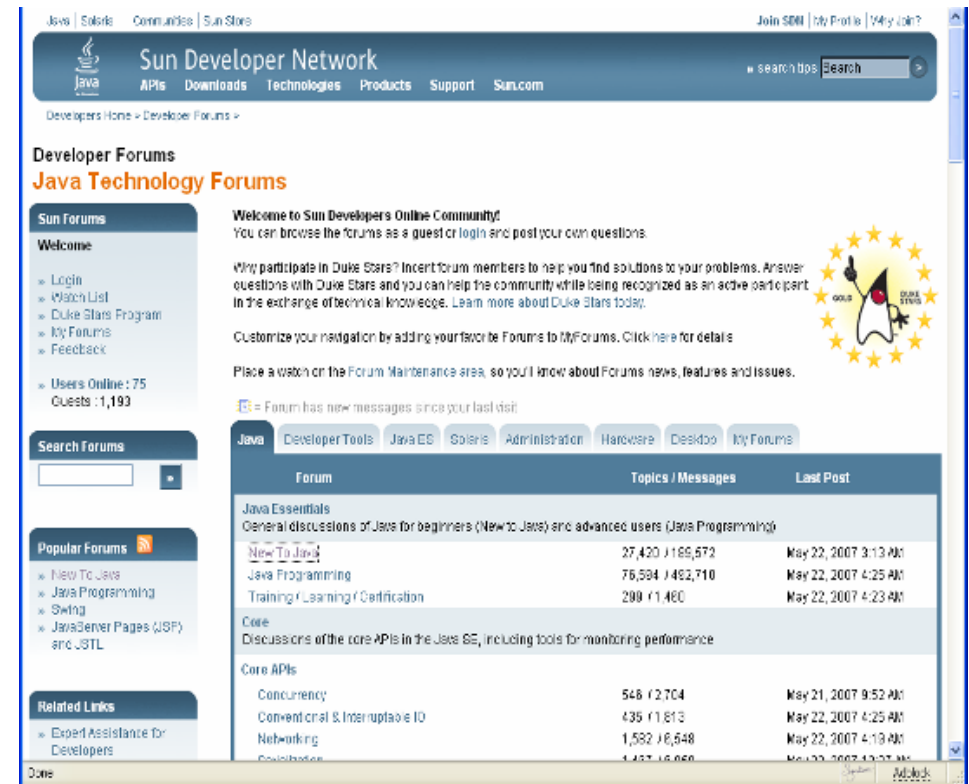 Java | Solaris Communities | Sun Store Join SDN | My Profile | Why Join?
Java Sun Developer Network » search tips Search
APIs Downloads Technologies Products Support Sun.com
Developers Home > Developer Forums >
Developer Forums
Java Technology Forums
Sun Forums
Welcome
» Login
» Watch List
» Duke Stars Program
» My Forums
» Feedback
» Users Online : 75
Guests : 1,193
Search Forums
Popular Forums
» New To Java
» Java Programming
» Swing
» JavaServer Pages (JSP)
and JSTL
Related Links
» Expert Assistance for
Developers
Welcome to Sun Developers Online Community!
You can browse the forums as a guest or login and post your own questions.
Why participate in Duke Stars? Incent forum members to help you find solutions to your problems. Answer
questions with Duke Stars and you can help the community while being recognized as an active participant
in the exchange of technical knowledge. Learn more about Duke Stars today.
GOLD DUKE STARS
Customize your navigation by adding your favorite Forums to MyForums. Click here for details
Place a watch on the Forum Maintenance area, so you'll know about Forums news, features and issues.
= Forum has new messages since your last visit
Java Developer Tools Java ES Solaris Administration Hardware Desktop My Forums
Forum Topics / Messages Last Post
Java Essentials
General discussions of Java for beginners (New to Java) and advanced users (Java Programming)
New To Java 27,420 / 189,572 May 22, 2007 3:13 AM
Java Programming 76,594 / 492,710 May 22, 2007 4:25 AM
Training / Learning / Certification 299 / 1,460 May 22, 2007 4:23 AM
Core
Discussions of the core APIs in the Java SE, including tools for monitoring performance
Core APIs
Concurrency 546 / 2,704 May 21, 2007 9:52 AM
Conventional & Interruptable IO 435 / 1,813 May 22, 2007 4:25 AM
Networking 1,582 / 6,548 May 22, 2007 4:19 AM
Done Adblock